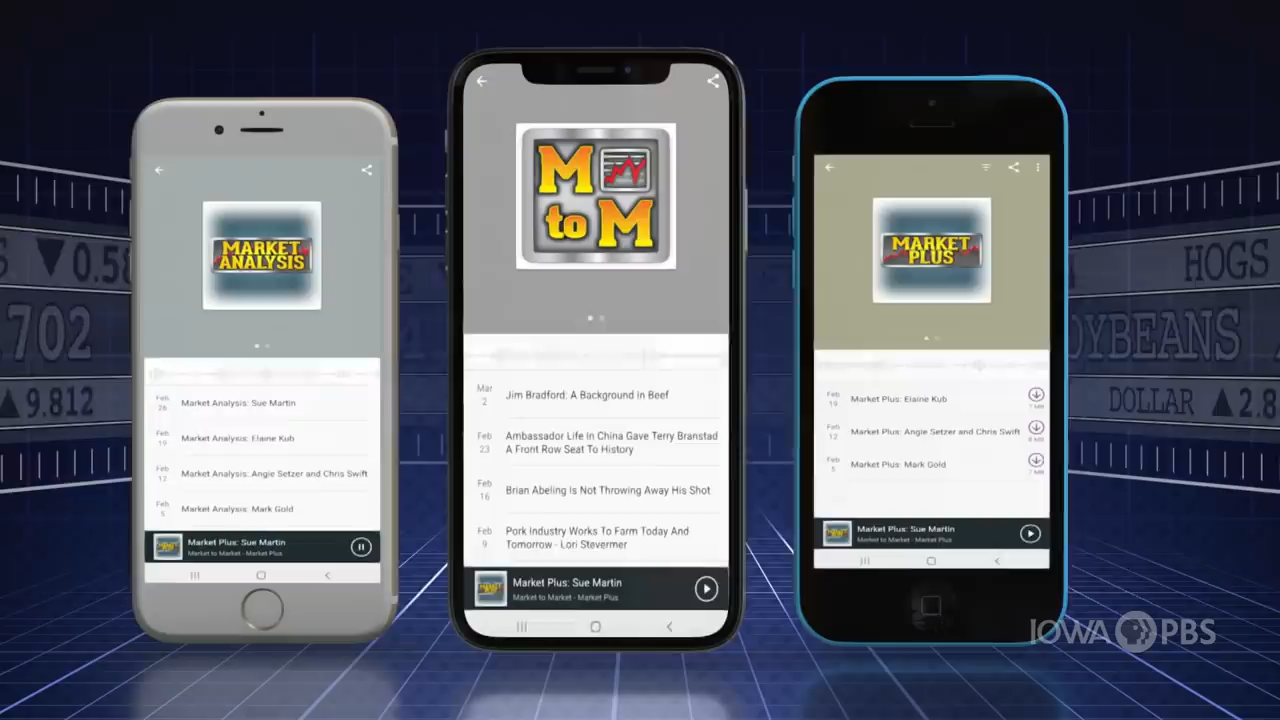 MARKET
ANALYSIS
Feb
26
Market Analysis: Sue Martin
Feb
19
Market Analysis: Elaine Kub
Feb
12
Market Analysis: Angie Setzer and Chris Swift
Feb
5
Market Analysis: Mark Gold
Market Plus: Sue Martin
Market to Market - Market Plus
M
to M
Mar
2
Jim Bradford: A Background In Beef
Feb
23
Ambassador Life In China Gave Terry Branstad
A Front Row Seat To History
Feb
16
Brian Abeling Is Not Throwing Away His Shot
Feb
9
Pork Industry Works To Farm Today And
Tomorrow - Lori Stevermer
Market Plus: Sue Martin
Market to Market - Market Plus
MARKET
PLUS
Feb
19
Market Plus: Elaine Kub
7 MB
Feb
12
Market Plus: Angie Setzer and Chris Swift
Feb
5
Market Plus: Mark Gold
7 MB
Market Plus: Sue Martin
Market to Market - Market Plus
▼0.58
702
▲9.812
HOGS
OYBEANS
DOLLAR ▲2.8
IOWA PBS